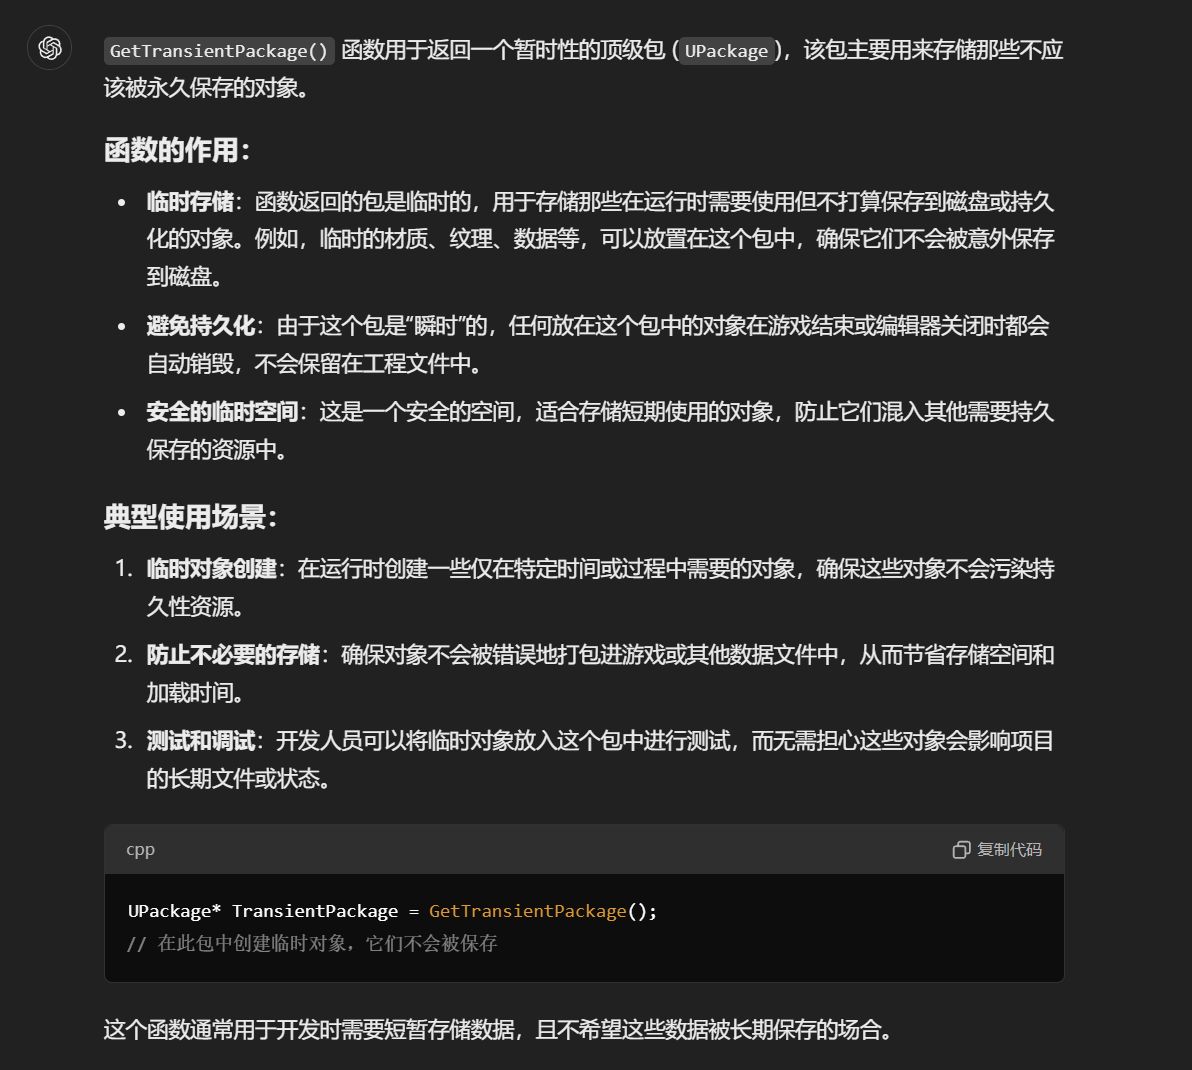 GetTransientPackage() 函数用于返回一个暂时性的顶级包 (UPackage)，该包主要用来存储那些不应
该被永久保存的对象。
函数的作用：
• 临时存储：函数返回的包是临时的，用于存储那些在运行时需要使用但不打算保存到磁盘或持久
化的对象。例如，临时的材质、纹理、数据等，可以放置在这个包中，确保它们不会被意外保存
到磁盘。
• 避免持久化：由于这个包是“瞬时”的，任何放在这个包中的对象在游戏结束或编辑器关闭时都会
自动销毁，不会保留在工程文件中。
• 安全的临时空间：这是一个安全的空间，适合存储短期使用的对象，防止它们混入其他需要持久
保存的资源中。
典型使用场景：
1. 临时对象创建：在运行时创建一些仅在特定时间或过程中需要的对象，确保这些对象不会污染持
久性资源。
2. 防止不必要的存储：确保对象不会被错误地打包进游戏或其他数据文件中，从而节省存储空间和
加载时间。
3. 测试和调试：开发人员可以将临时对象放入这个包中进行测试，而无需担心这些对象会影响项目
的长期文件或状态。
cpp 复制代码
UPackage* TransientPackage = GetTransientPackage();
// 在此包中创建临时对象，它们不会被保存
这个函数通常用于开发时需要短暂存储数据，且不希望这些数据被长期保存的场合。